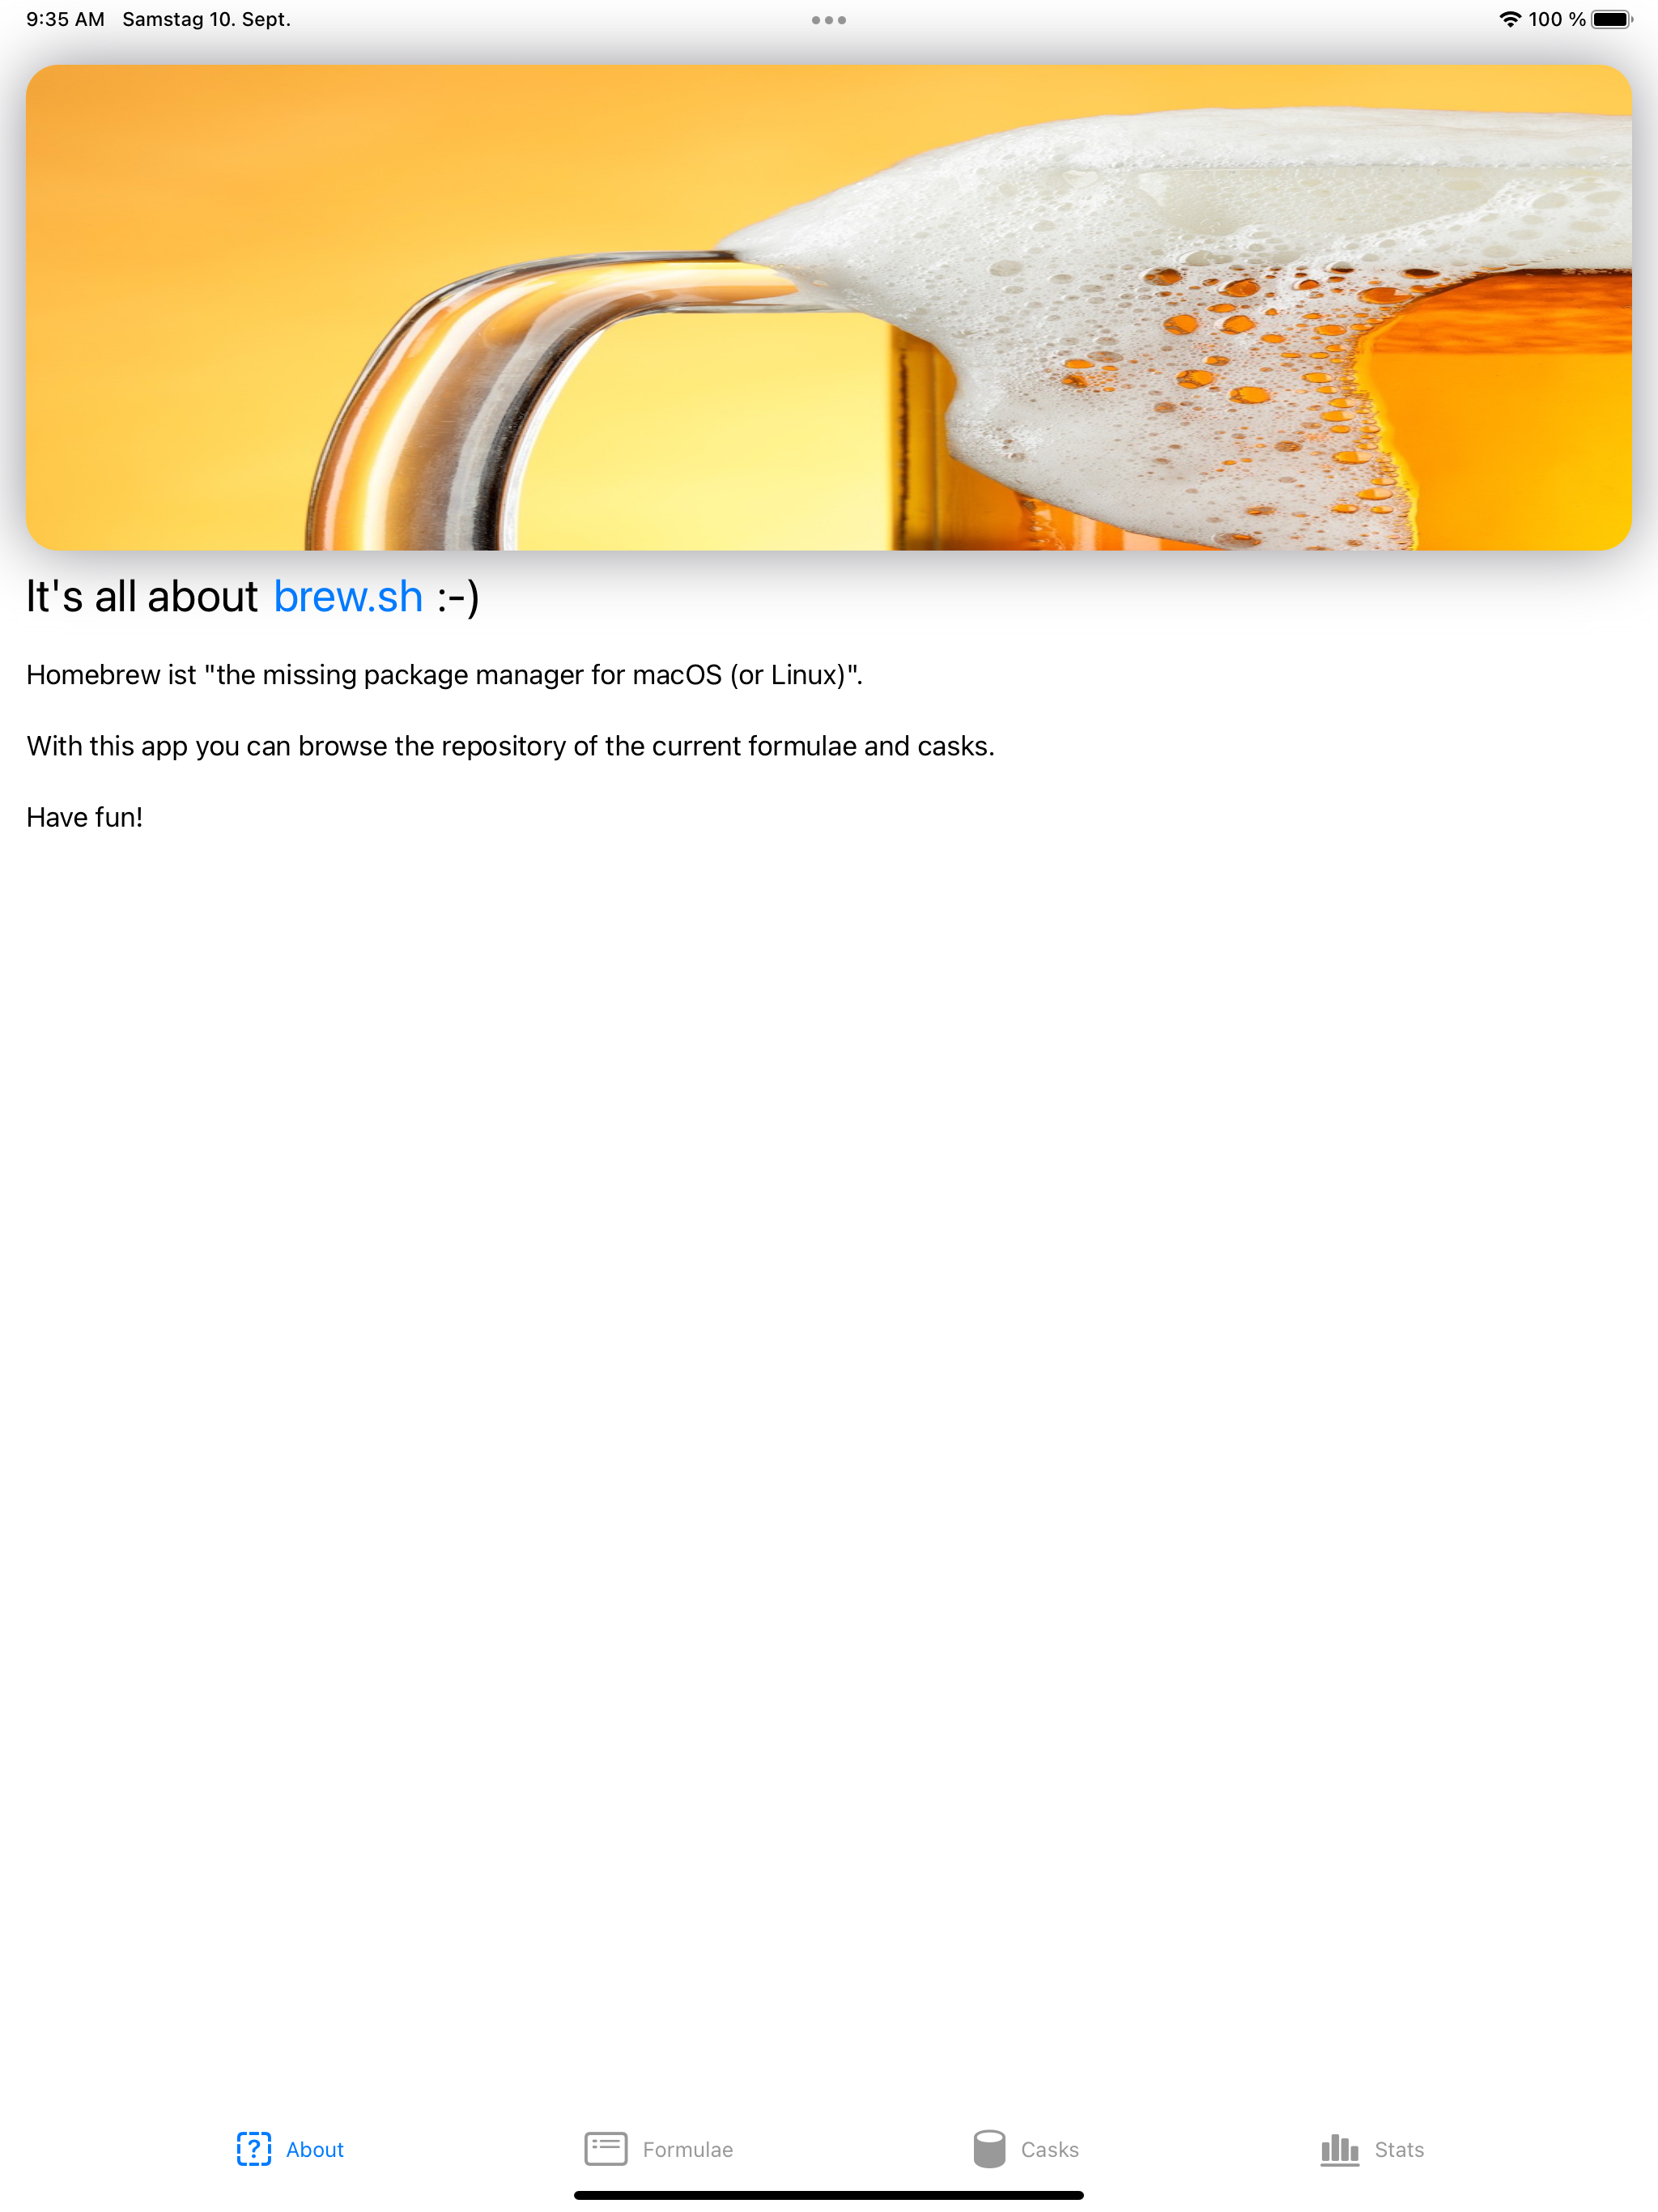 9:35 AM Samstag 10. Sept.
100 %
It's all about brew.sh :-)
Homebrew ist "the missing package manager for macOS (or Linux)".
With this app you can browse the repository of the current formulae and casks.
Have fun!
About
Formulae
Casks
Stats